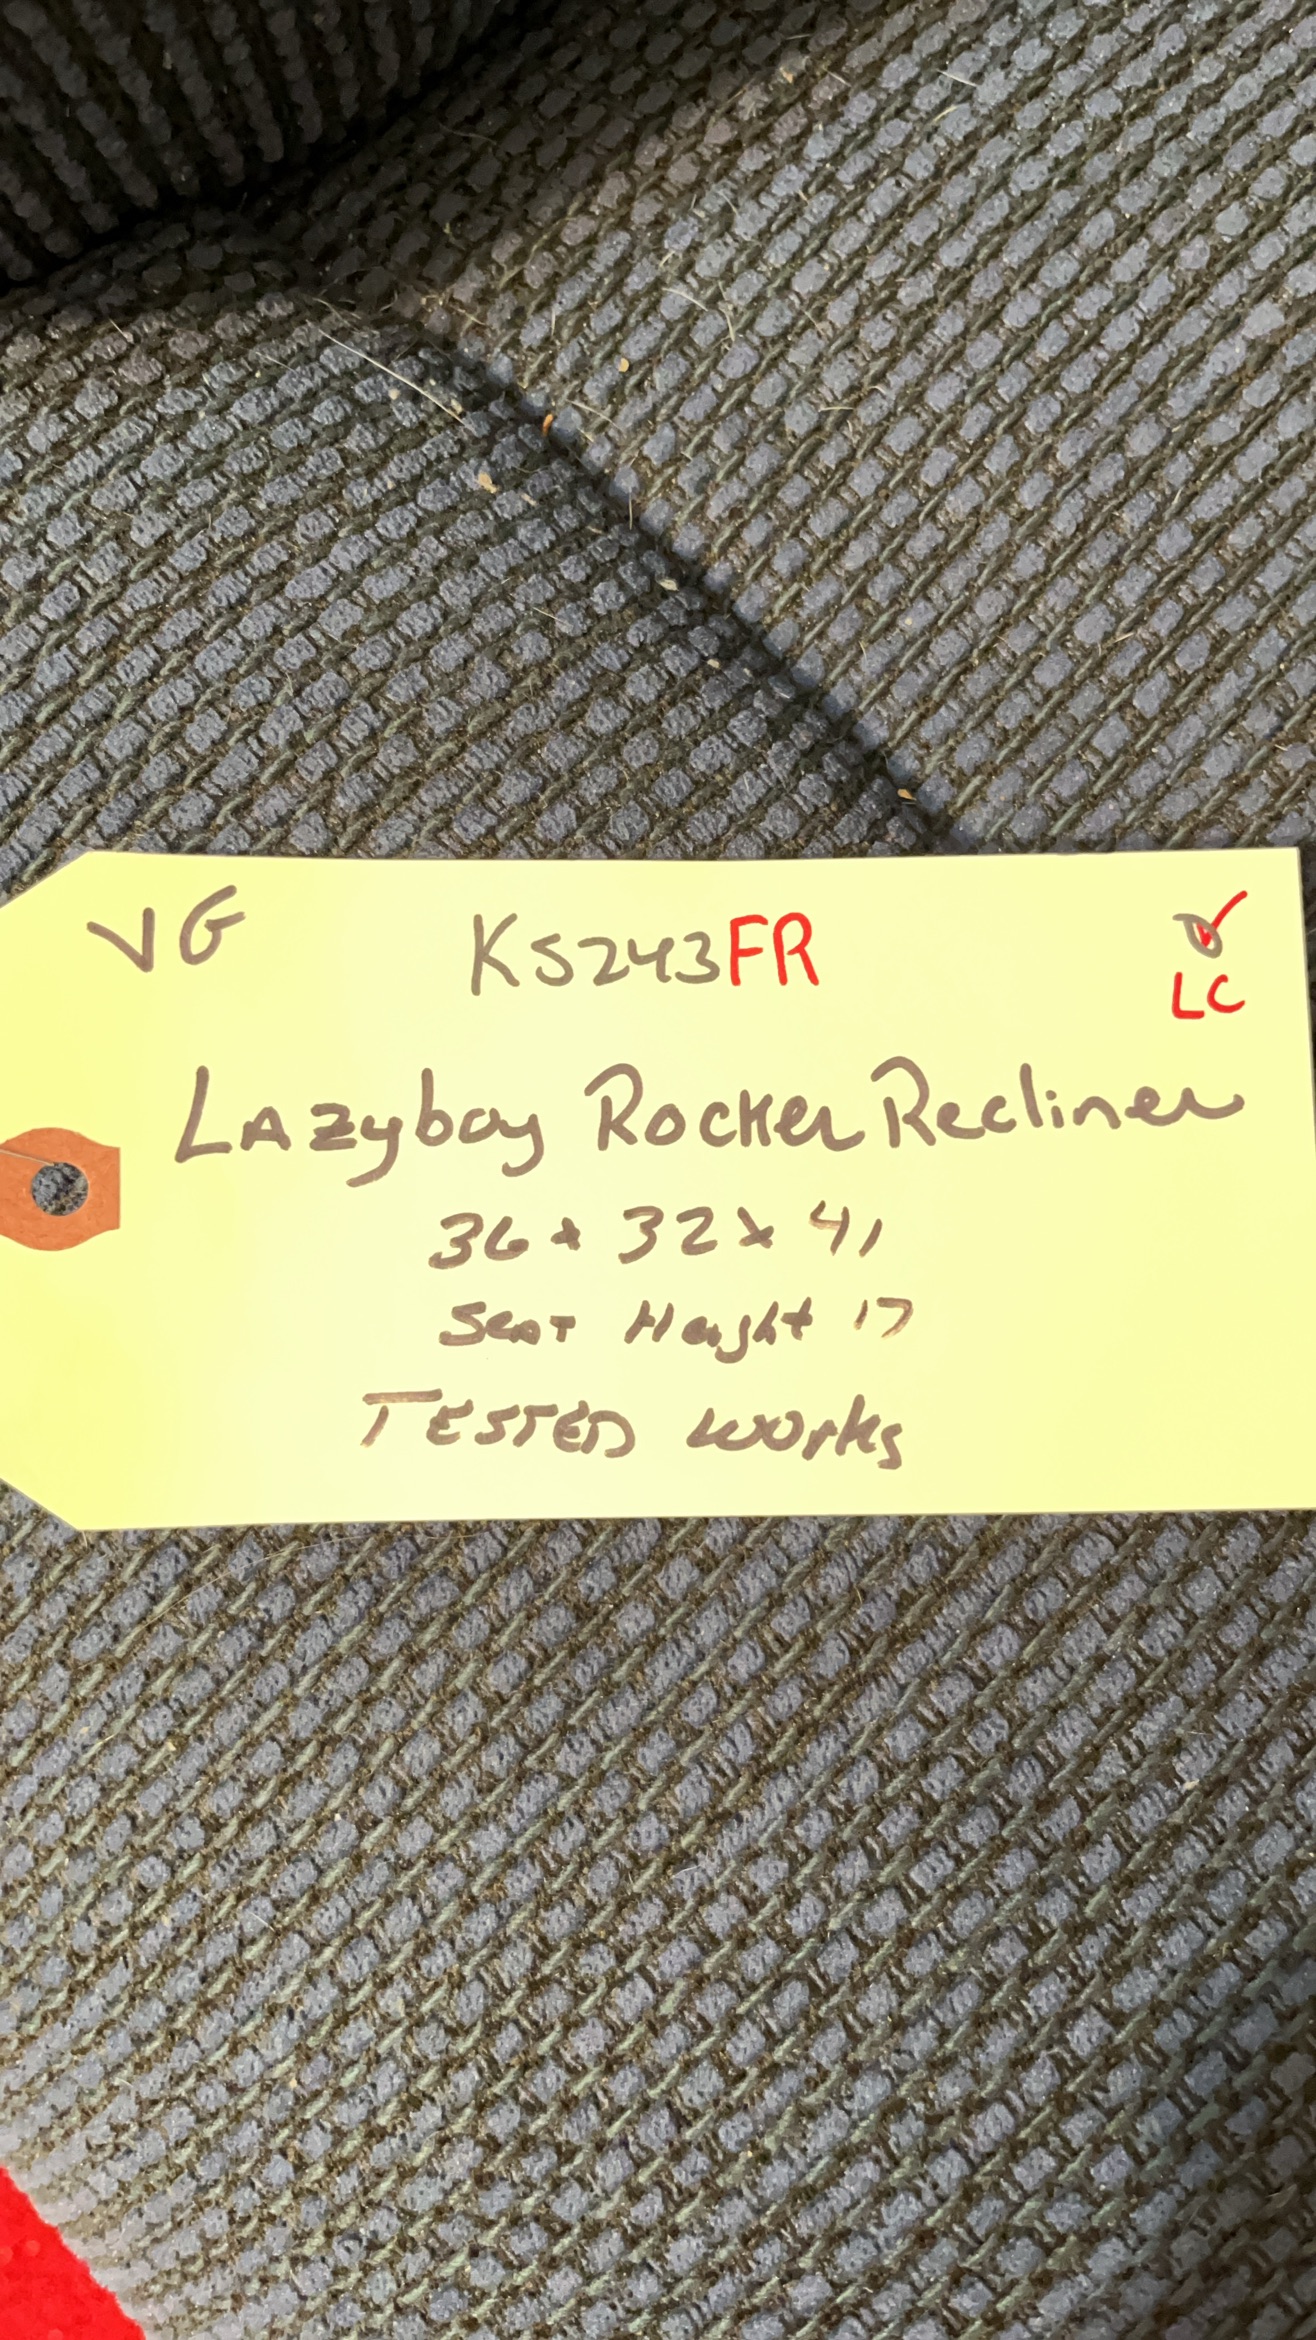 VG KS243FR
LC
Lazyboy Rocker Recliner
36 x 32 x 41
Seat Height 17
TESTED works